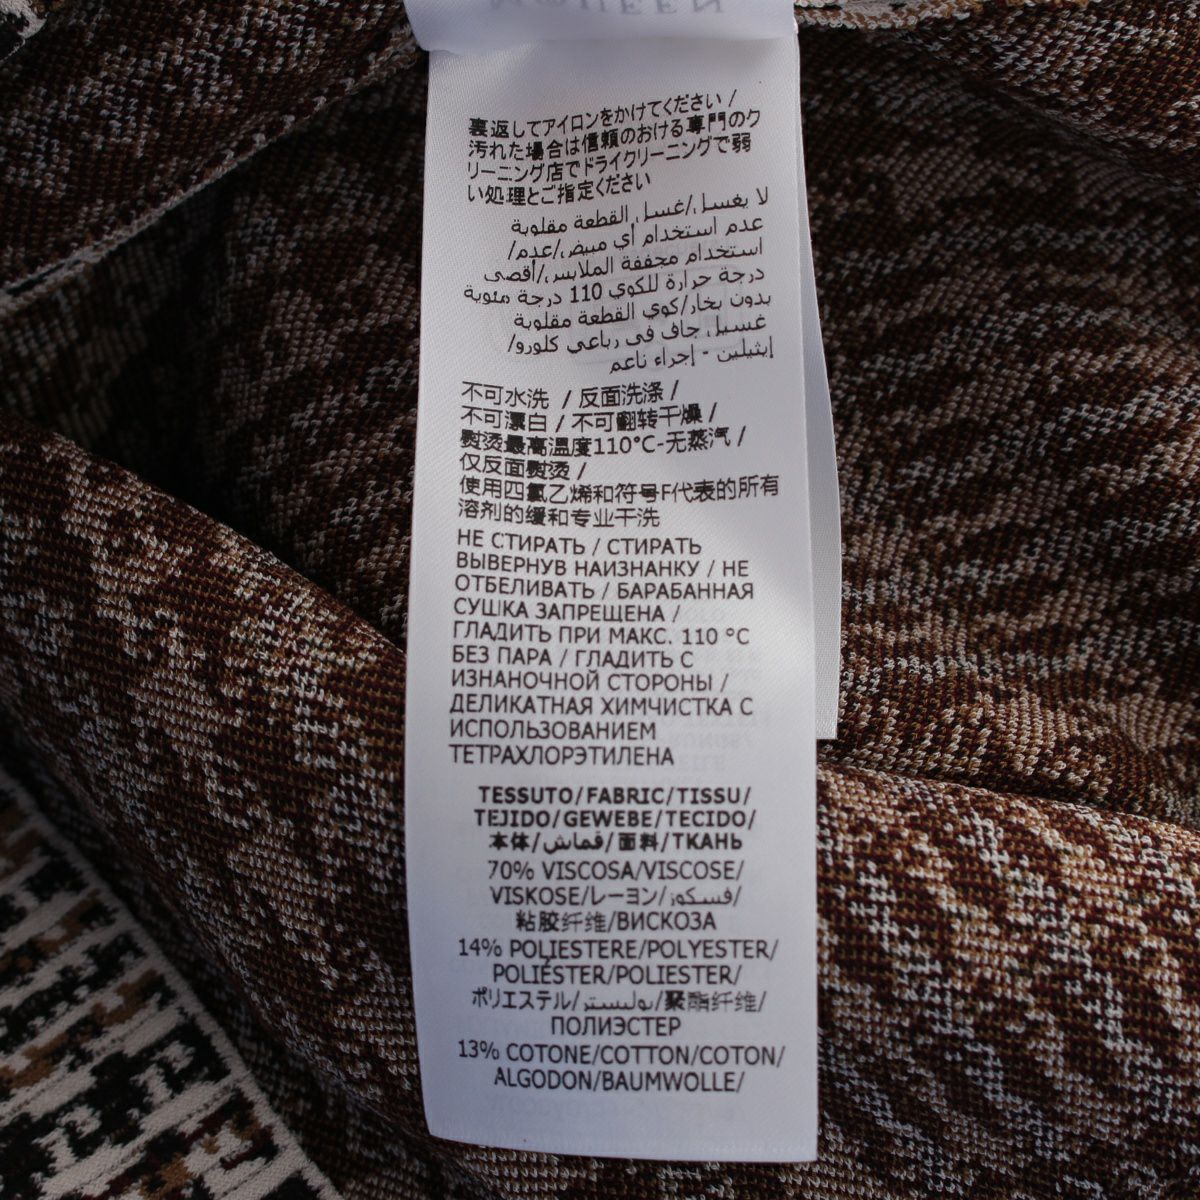 McQUEEN
裏返してアイロンをかけてください /
汚れた場合は信頼のおける専門のク
リーニング店でドライクリーニングで弱
い処理とご指定ください
لا يغسل/غسل القطعة مقلوبة
عدم استخدام أي مبيض/عدم/
استخدام مجففة الملابس/أقصى
درجة حرارة للكوي 110 درجة مئوية
بدون بخار/كوي القطعة مقلوبة
غسيل جاف في رباعي كلورو/
إيثيلين - إجراء ناعم
不可水洗 / 反面洗涤 /
不可漂白 / 不可翻转干燥 /
熨烫最高温度110°C-无蒸汽 /
仅反面熨烫 /
使用四氯乙烯和符号F代表的所有
溶剂的缓和专业干洗
НЕ СТИРАТЬ / СТИРАТЬ
ВЫВЕРНУВ НАИЗНАНКУ / НЕ
ОТБЕЛИВАТЬ / БАРАБАННАЯ
СУШКА ЗАПРЕЩЕНА /
ГЛАДИТЬ ПРИ МАКС. 110 °C
БЕЗ ПАРА / ГЛАДИТЬ С
ИЗНАНОЧНОЙ СТОРОНЫ /
ДЕЛИКАТНАЯ ХИМЧИСТКА С
ИСПОЛЬЗОВАНИЕМ
ТЕТРАХЛОРЭТИЛЕНА
TESSUTO/FABRIC/TISSU/
TEJIDO/GEWEBE/TECIDO/
本体/قماش/面料/ТКАНЬ
70% VISCOSA/VISCOSE/
VISKOSE/レーヨン/فسكوز/
粘胶纤维/ВИСКОЗА
14% POLIESTERE/POLYESTER/
POLIÉSTER/POLIESTER/
ポリエステル/بوليستر/聚酯纤维/
ПОЛИЭСТЕР
13% COTONE/COTTON/COTON/
ALGODON/BAUMWOLLE/